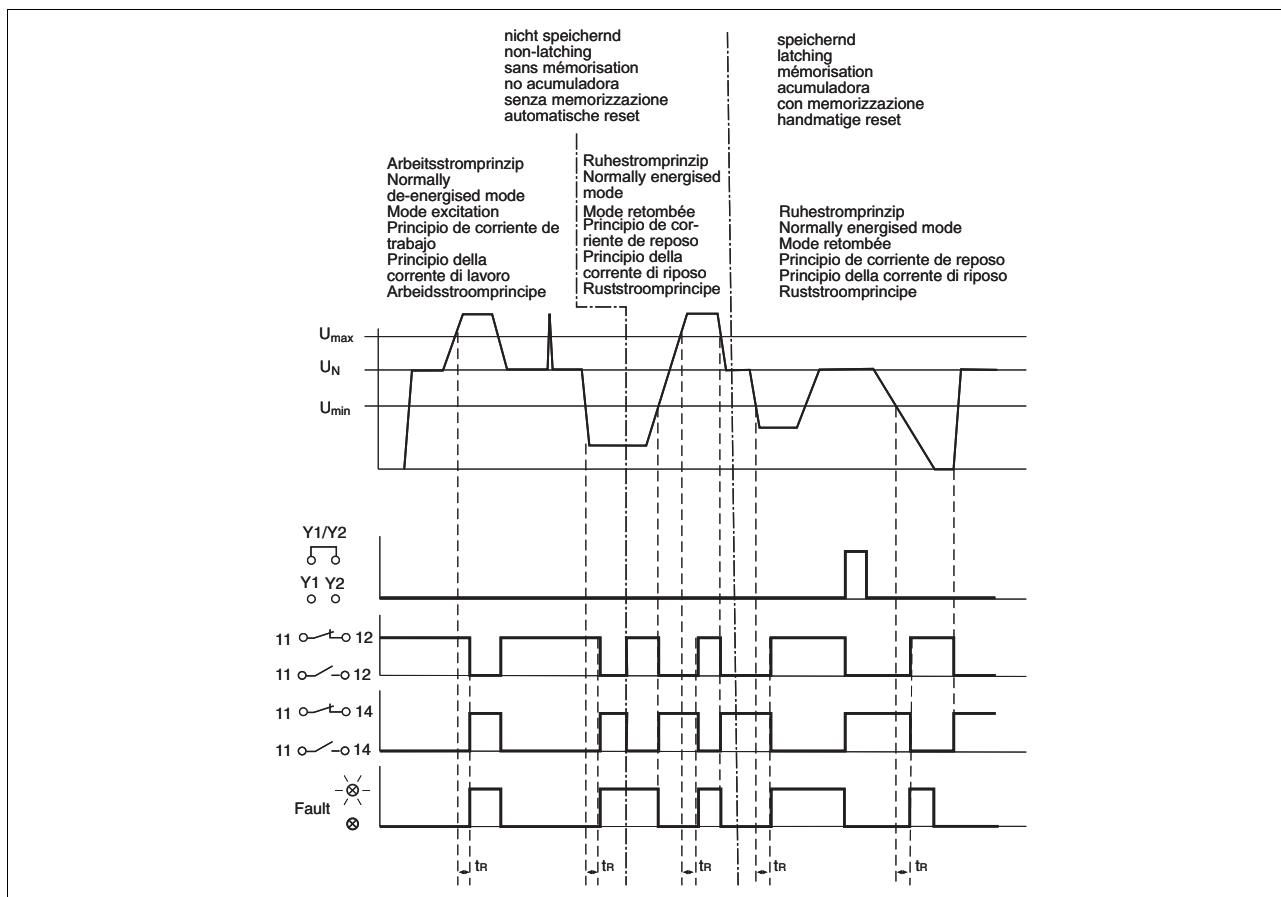 nicht speichernd
non-latching
sans mémorisation
no acumuladora
senza memorizzazione
automatische reset
speichernd
latching
mémorisation
acumuladora
con memorizzazione
handmatige reset
Arbeitsstromprinzip
Normally
de-energised mode
Mode excitation
Principio de corriente de
trabajo
Principio della
corrente di lavoro
Arbeidsstroomprincipe
Ruhestromprinzip
Normally energised
mode
Mode retombée
Principio de cor-
riente de reposo
Principio della
corrente di riposo
Ruststroomprincipe
Ruhestromprinzip
Normally energised mode
Mode retombée
Principio de corriente de reposo
Principio della corrente di riposo
Ruststroomprincipe
Umax
UN
Umin
Y1/Y2
Y1 Y2
11 12
11 12
11 14
11 14
Fault
tR tR tR tR tR